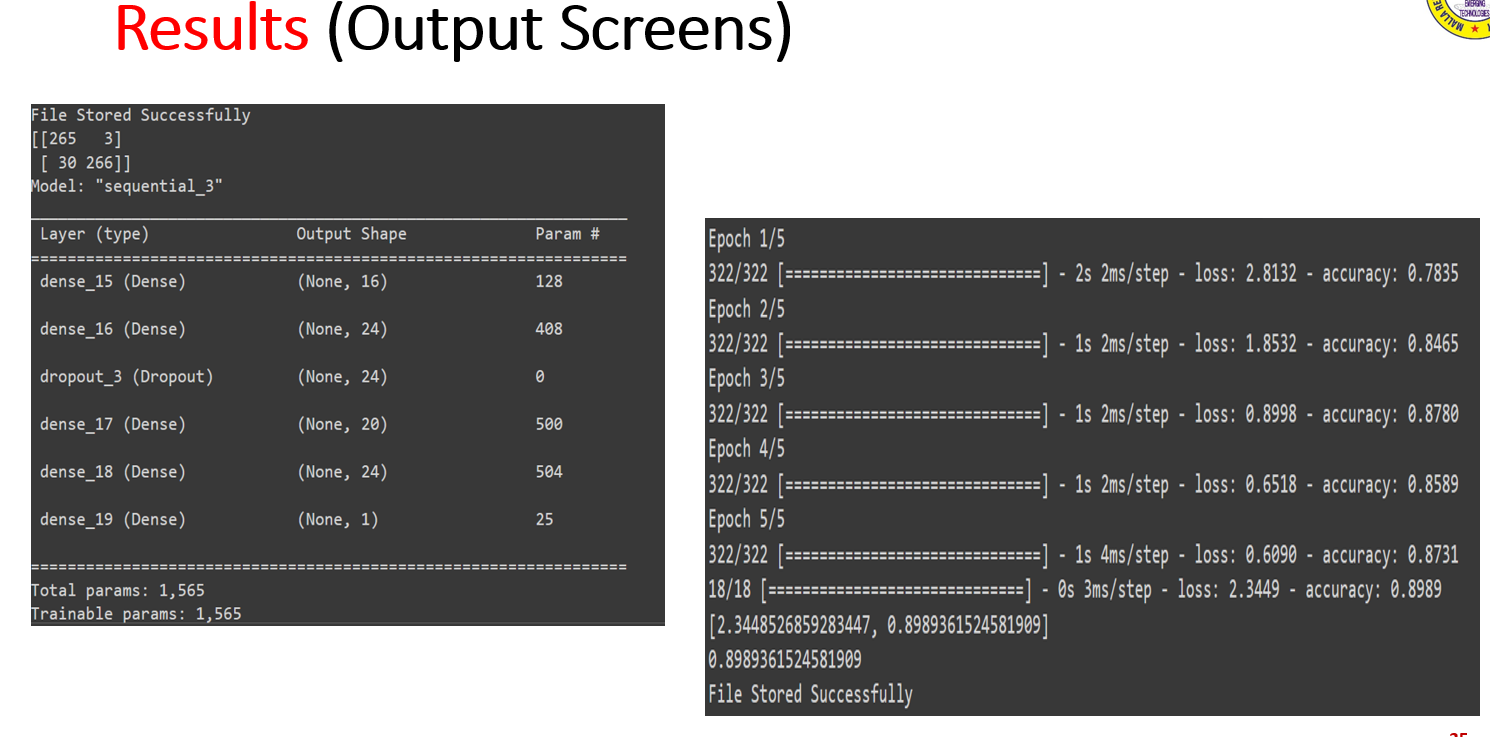 Results (Output Screens)
EMERGING
TECHNOLOGIES
MALLA RE
File Stored Successfully
[[265   3]
 [ 30 266]]
Model: "sequential_3"
Layer (type) Output Shape Param #
=================================================================
dense_15 (Dense) (None, 16) 128
dense_16 (Dense) (None, 24) 408
dropout_3 (Dropout) (None, 24) 0
dense_17 (Dense) (None, 20) 500
dense_18 (Dense) (None, 24) 504
dense_19 (Dense) (None, 1) 25
=================================================================
Total params: 1,565
Trainable params: 1,565
Epoch 1/5
322/322 [==============================] - 2s 2ms/step - loss: 2.8132 - accuracy: 0.7835
Epoch 2/5
322/322 [==============================] - 1s 2ms/step - loss: 1.8532 - accuracy: 0.8465
Epoch 3/5
322/322 [==============================] - 1s 2ms/step - loss: 0.8998 - accuracy: 0.8780
Epoch 4/5
322/322 [==============================] - 1s 2ms/step - loss: 0.6518 - accuracy: 0.8589
Epoch 5/5
322/322 [==============================] - 1s 4ms/step - loss: 0.6090 - accuracy: 0.8731
18/18 [==============================] - 0s 3ms/step - loss: 2.3449 - accuracy: 0.8989
[2.3448526859283447, 0.8989361524581909]
0.8989361524581909
File Stored Successfully